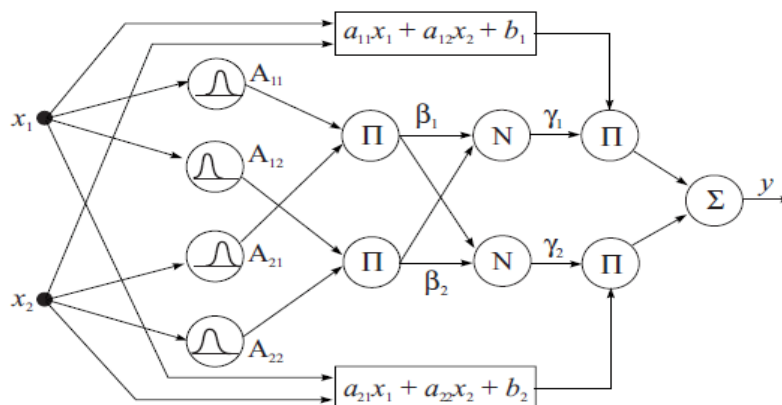 a₁₁x₁ + a₁₂x₂ + b₁
A₁₁
x₁
A₁₂
Π
β₁
N
γ₁
Π
Σ
y
A₂₁
Π
β₂
N
γ₂
Π
x₂
A₂₂
a₂₁x₁ + a₂₂x₂ + b₂